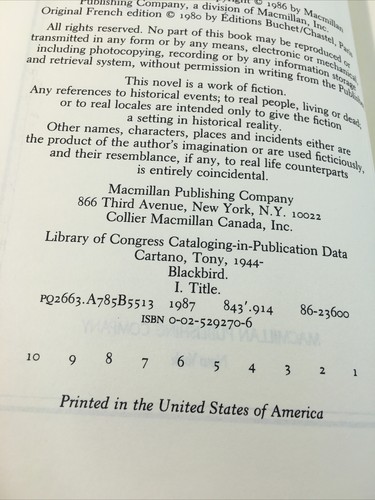 © 1986 by Macmillan
Publishing Company, a division of Macmillan, Inc.
Original French edition © 1980 by Éditions Buchet/Chastel, Paris
All rights reserved. No part of this book may be reproduced or
transmitted in any form or by any means, electronic or mechanical
including photocopying, recording or by any information storage
and retrieval system, without permission in writing from the Publisher
This novel is a work of fiction.
Any references to historical events; to real people, living or dead;
or to real locales are intended only to give the fiction
a setting in historical reality.
Other names, characters, places and incidents either are
the product of the author's imagination or are used fictitiously,
and their resemblance, if any, to real life counterparts
is entirely coincidental.
Macmillan Publishing Company
866 Third Avenue, New York, N.Y. 10022
Collier Macmillan Canada, Inc.
Library of Congress Cataloging-in-Publication Data
Cartano, Tony, 1944-
Blackbird.
I. Title.
PQ2663.A785B5513 1987 843'.914 86-23600
ISBN 0-02-529270-6
10 9 8 7 6 5 4 3 2 1
Printed in the United States of America